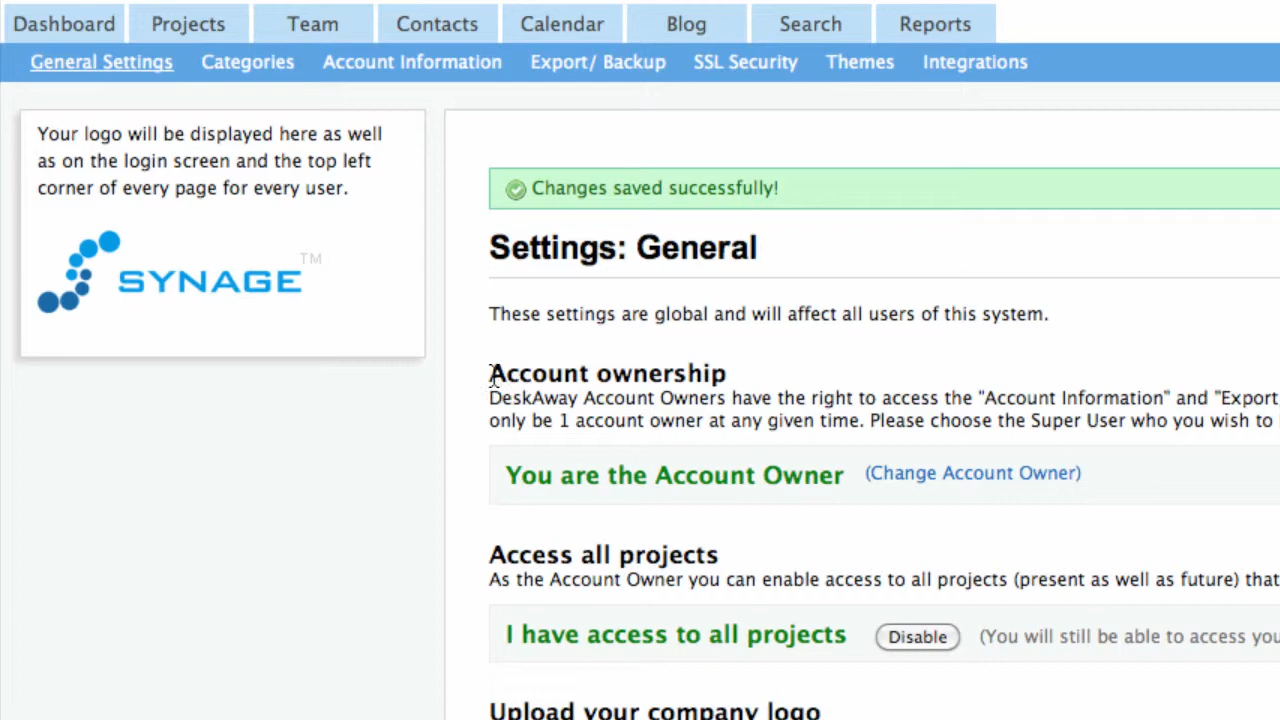 Dashboard Projects Team Contacts Calendar Blog Search Reports
General Settings Categories Account Information Export/ Backup SSL Security Themes Integrations
Your logo will be displayed here as well
as on the login screen and the top left
corner of every page for every user.
SYNAGE TM
Changes saved successfully!
Settings: General
These settings are global and will affect all users of this system.
Account ownership
DeskAway Account Owners have the right to access the "Account Information" and "Export
only be 1 account owner at any given time. Please choose the Super User who you wish to
You are the Account Owner (Change Account Owner)
Access all projects
As the Account Owner you can enable access to all projects (present as well as future) that
I have access to all projects Disable (You will still be able to access you
Upload your company logo